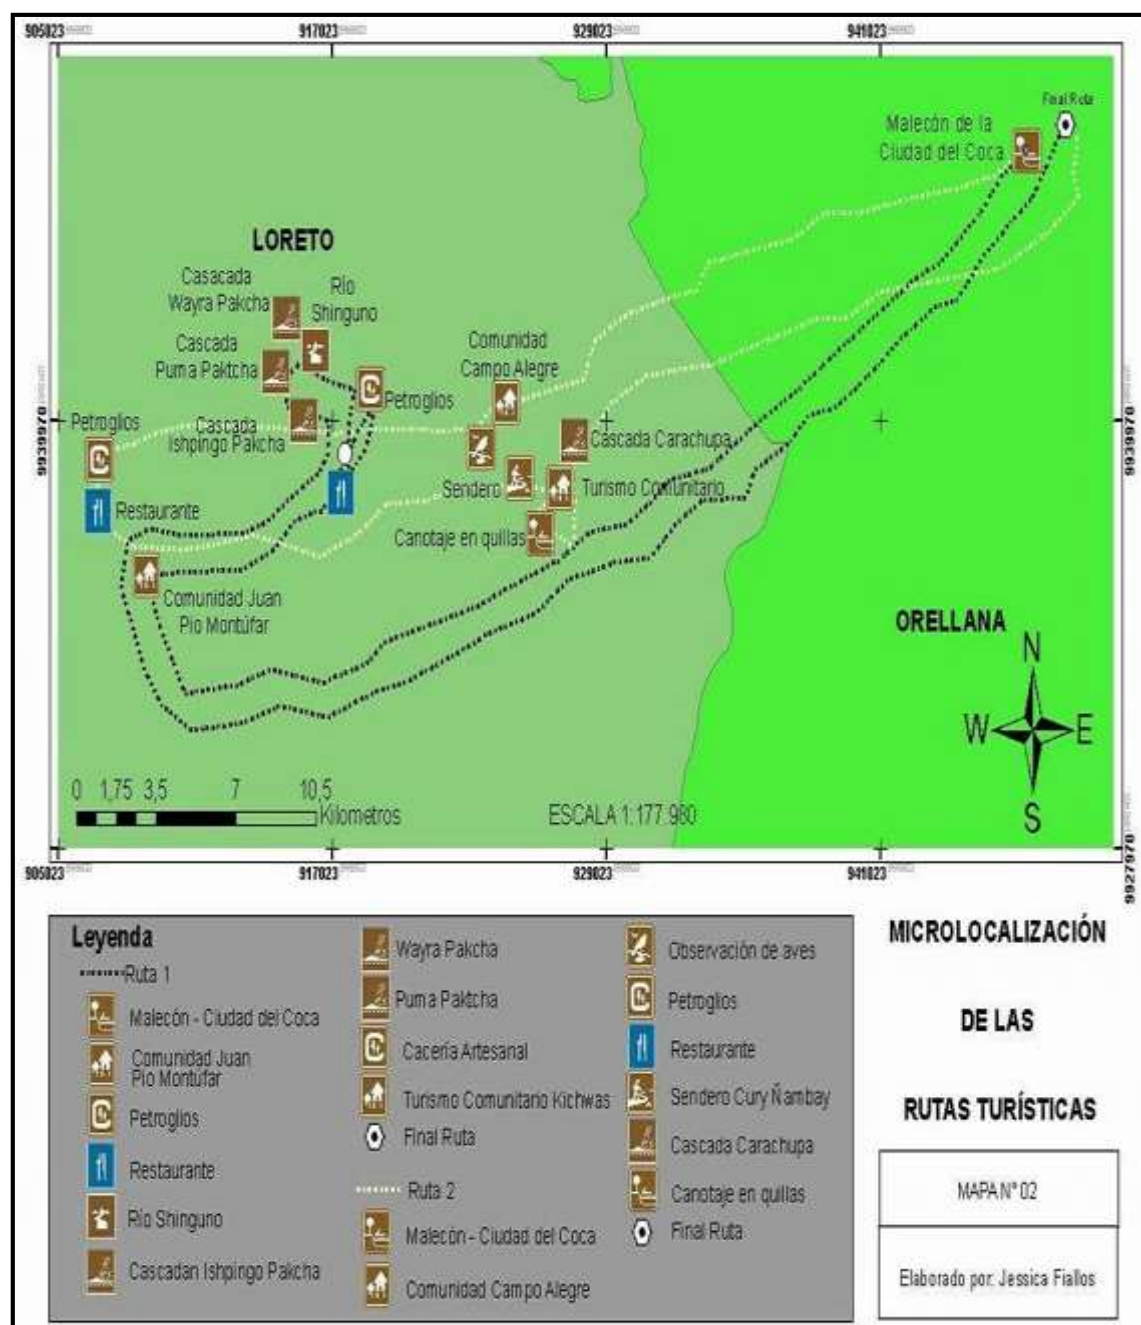 905023 917023 929023 941023
Final Ruta
Malecón de la
Ciudad del Coca
LORETO
Casacada
Wayra Pakcha
Río
Shinguno
Cascada
Puma Paktcha
Comunidad
Campo Alegre
Petroglios
Petroglios
Cascada
Ishpingo Pakcha
Cascada Carachupa
9939970
9939970
Sendero
Turismo Comunitario
Restaurante
Canotaje en quillas
Comunidad Juan
Pio Montúfar
ORELLANA
N
W E
S
0 1,75 3,5 7 10,5
Kilometros
ESCALA 1:177.980
9927970
905023 917023 929023 941023
Leyenda
Ruta 1
Malecón - Ciudad del Coca
Comunidad Juan
Pio Montúfar
Petroglios
Restaurante
Río Shinguno
Cascadan Ishpingo Pakcha
Wayra Pakcha
Puma Paktcha
Cacería Artesanal
Turismo Comunitario Kichwas
Final Ruta
Ruta 2
Malecón - Ciudad del Coca
Comunidad Campo Alegre
Observación de aves
Petroglios
Restaurante
Sendero Cury Ñambay
Cascada Carachupa
Canotaje en quillas
Final Ruta
MICROLOCALIZACIÓN
DE LAS
RUTAS TURÍSTICAS
MAPA N° 02
Elaborado por: Jessica Fiallos